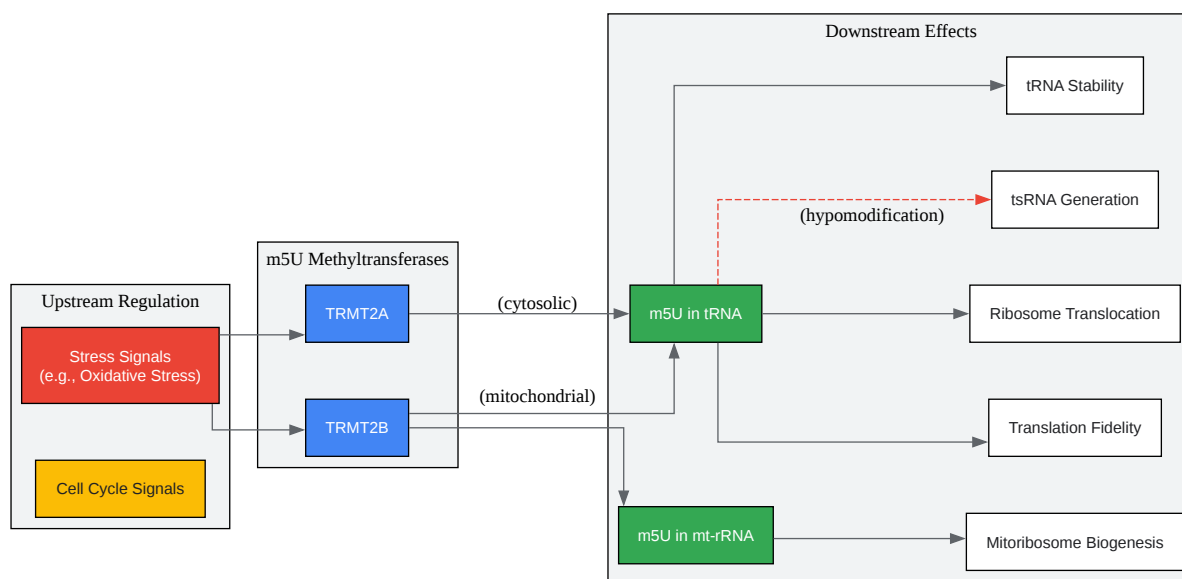 Downstream Effects
tRNA Stability
tsRNA Generation
(hypomodification)
m5U Methyltransferases
Upstream Regulation
TRMT2A
(cytosolic)
m5U in tRNA
Ribosome Translocation
Stress Signals
(e.g., Oxidative Stress)
(mitochondrial)
TRMT2B
Translation Fidelity
Cell Cycle Signals
m5U in mt-rRNA
Mitoribosome Biogenesis